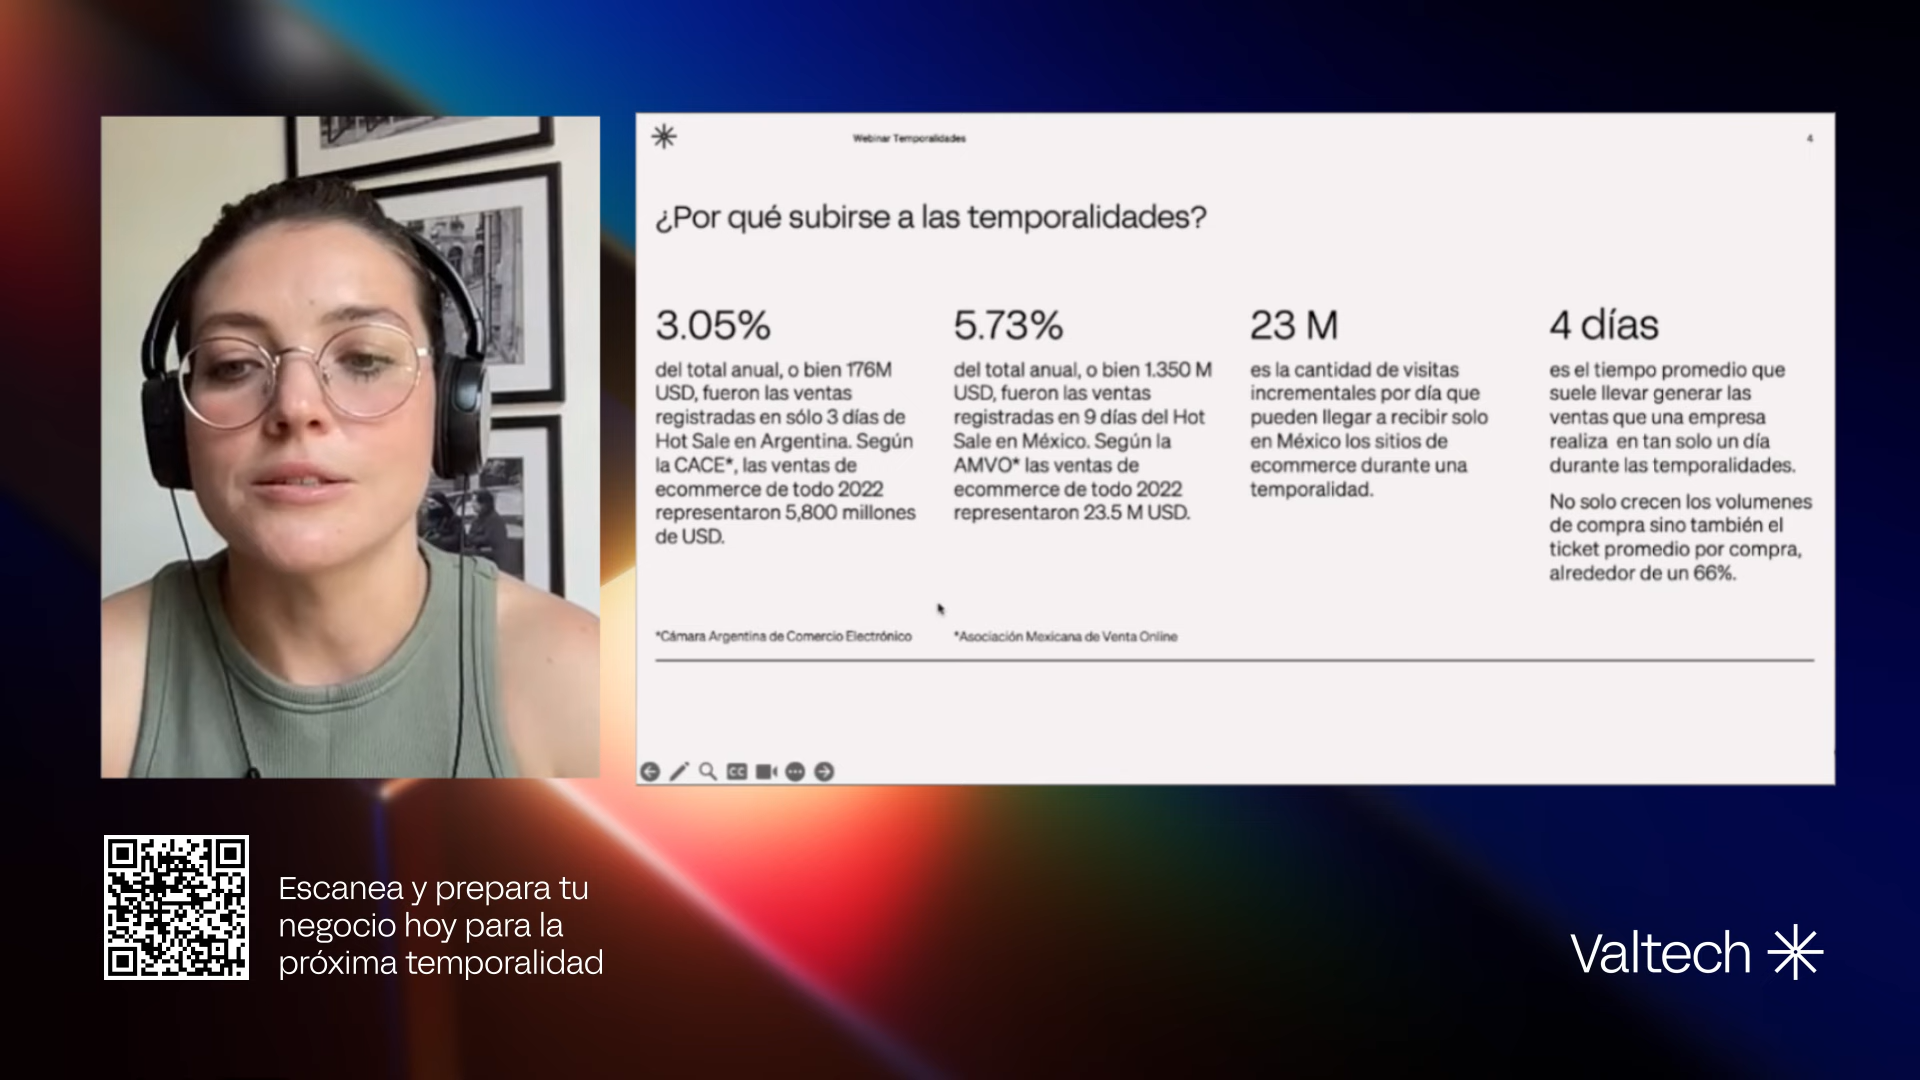 Webinar Temporalidades
4
¿Por qué subirse a las temporalidades?
3.05%
del total anual, o bien 176M
USD, fueron las ventas
registradas en sólo 3 días de
Hot Sale en Argentina. Según
la CACE*, las ventas de
ecommerce de todo 2022
representaron 5,800 millones
de USD.
*Cámara Argentina de Comercio Electrónico
5.73%
del total anual, o bien 1.350 M
USD, fueron las ventas
registradas en 9 días del Hot
Sale en México. Según la
AMVO* las ventas de
ecommerce de todo 2022
representaron 23.5 M USD.
*Asociación Mexicana de Venta Online
23 M
es la cantidad de visitas
incrementales por día que
pueden llegar a recibir solo
en México los sitios de
ecommerce durante una
temporalidad.
4 días
es el tiempo promedio que
suele llevar generar las
ventas que una empresa
realiza en tan solo un día
durante las temporalidades.
No solo crecen los volumenes
de compra sino también el
ticket promedio por compra,
alrededor de un 66%.
CC
Escanea y prepara tu
negocio hoy para la
próxima temporalidad
Valtech